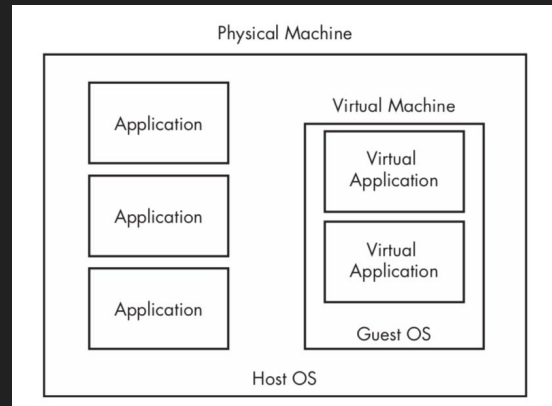 Physical Machine
Application
Application
Application
Virtual Machine
Virtual
Application
Virtual
Application
Guest OS
Host OS